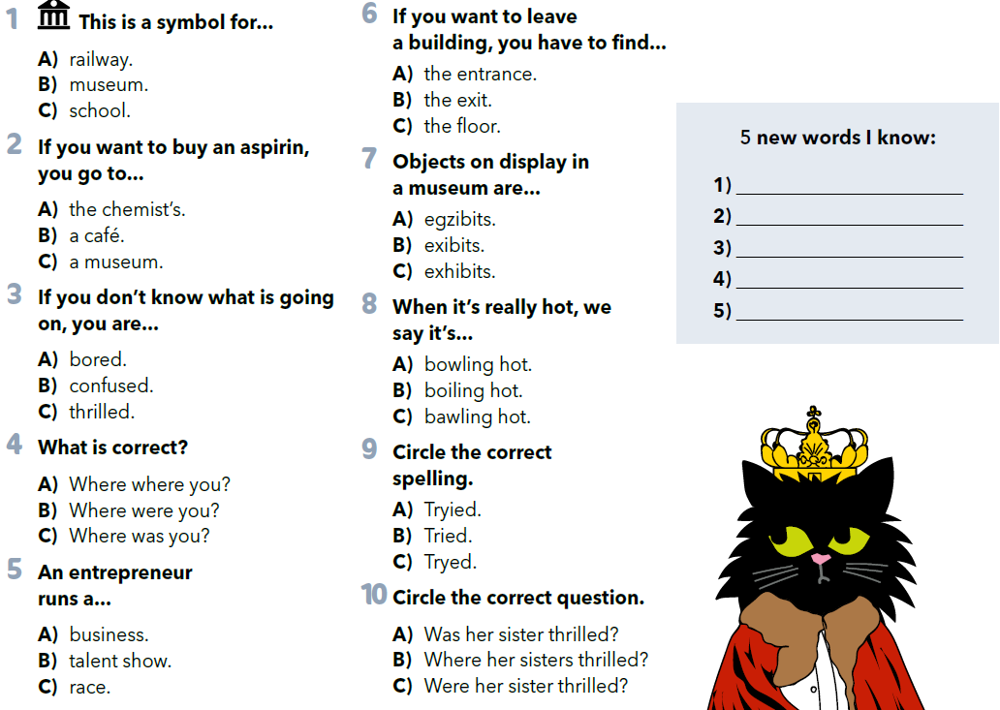 1 This is a symbol for...
A) railway.
B) museum.
C) school.
2 If you want to buy an aspirin,
you go to...
A) the chemist’s.
B) a café.
C) a museum.
3 If you don’t know what is going
on, you are...
A) bored.
B) confused.
C) thrilled.
4 What is correct?
A) Where where you?
B) Where were you?
C) Where was you?
5 An entrepreneur
runs a...
A) business.
B) talent show.
C) race.
6 If you want to leave
a building, you have to find...
A) the entrance.
B) the exit.
C) the floor.
7 Objects on display in
a museum are...
A) egzibits.
B) exibits.
C) exhibits.
8 When it’s really hot, we
say it’s...
A) bowling hot.
B) boiling hot.
C) bawling hot.
9 Circle the correct
spelling.
A) Tryied.
B) Tried.
C) Tryed.
10 Circle the correct question.
A) Was her sister thrilled?
B) Where her sisters thrilled?
C) Were her sister thrilled?
5 new words I know:
1)
2)
3)
4)
5)